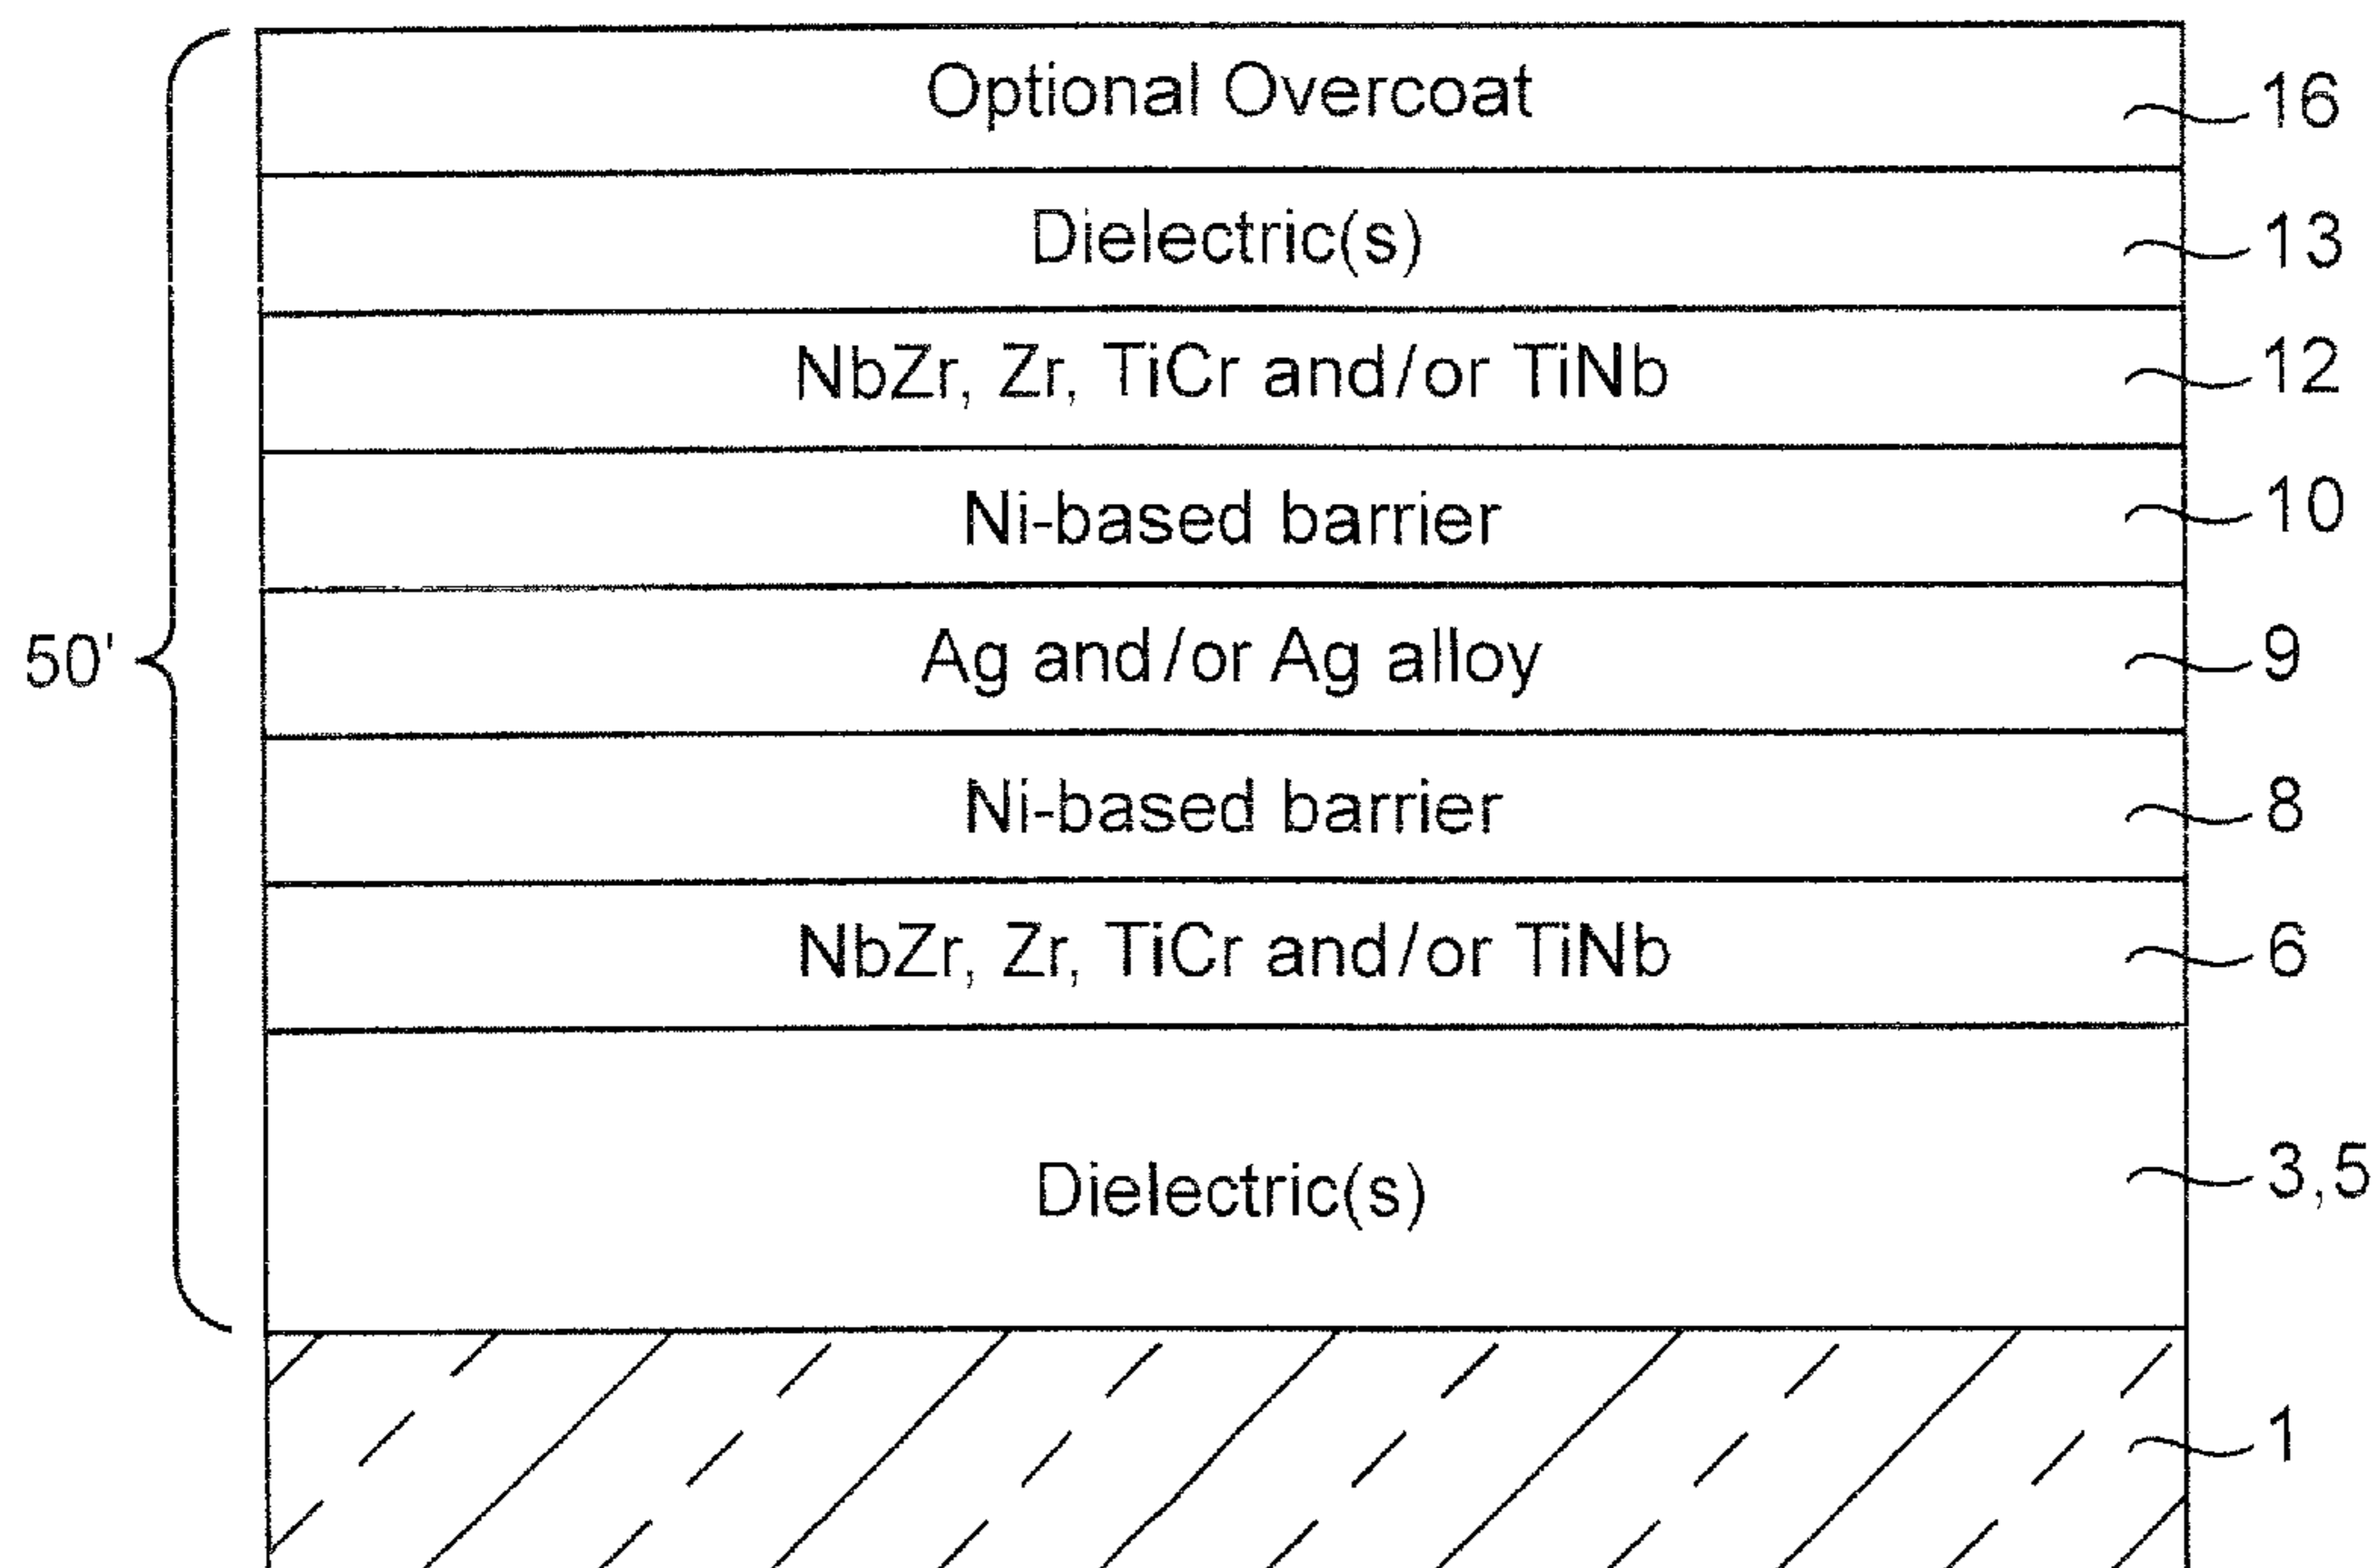 Optional Overcoat 16
Dielectric(s) 13
NbZr, Zr, TiCr and/or TiNb 12
Ni-based barrier 10
50' Ag and/or Ag alloy 9
Ni-based barrier 8
NbZr, Zr, TiCr and/or TiNb 6
Dielectric(s) 3,5
1